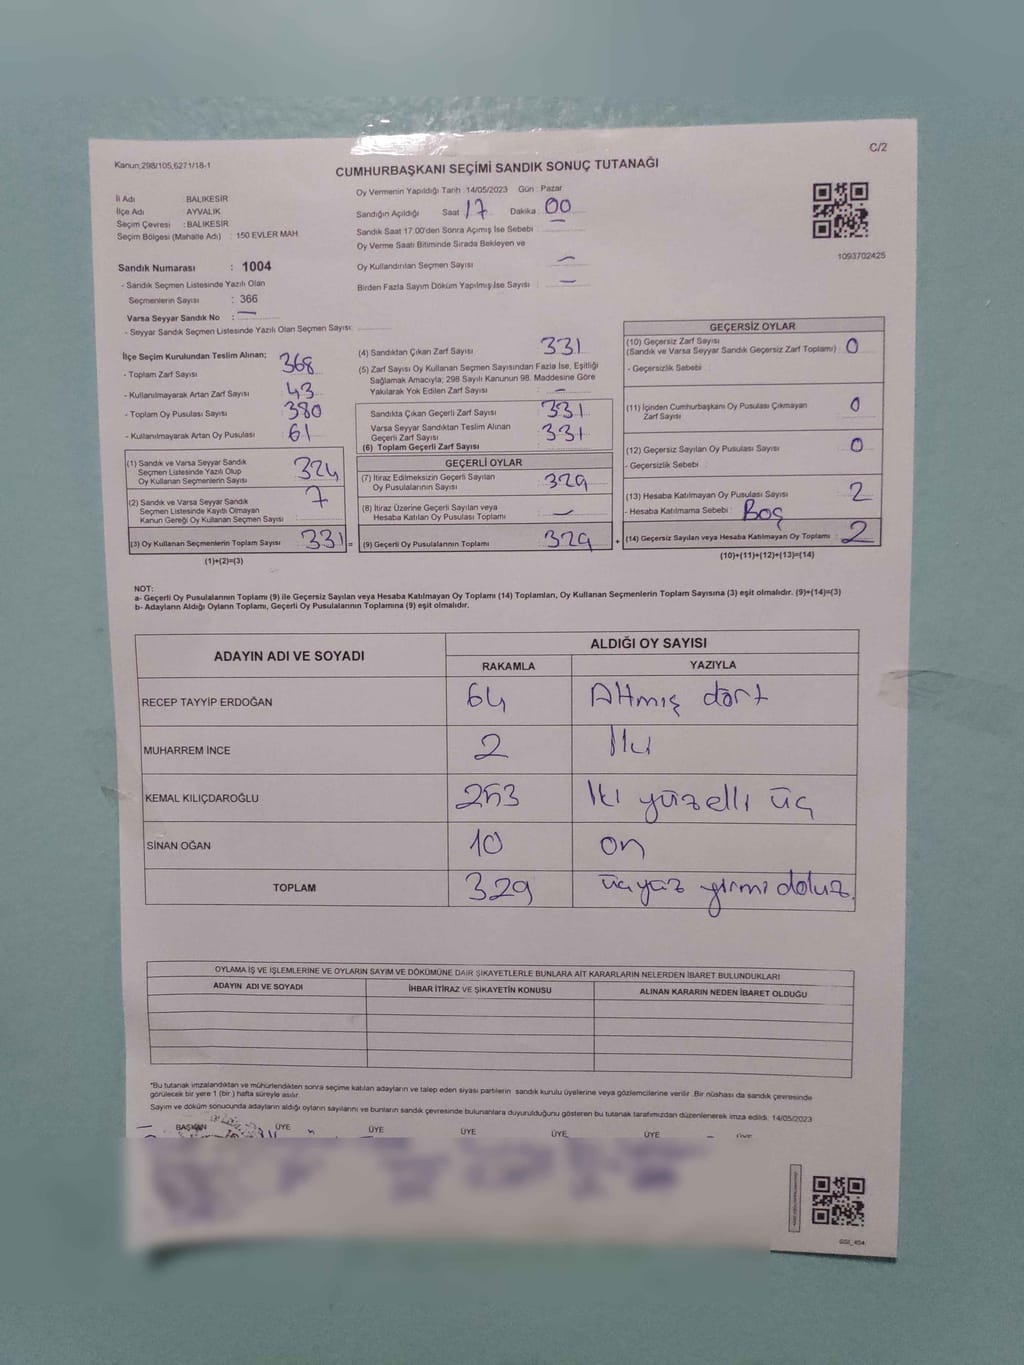 Kanun;298/105,6271/18-1
C/2
CUMHURBAŞKANI SEÇİMİ SANDIK SONUÇ TUTANAĞI
İl Adı : BALIKESİR
İlçe Adı AYVALIK
Seçim Çevresi : BALIKESİR
Seçim Bölgesi (Mahalle Adı) : 150 EVLER MAH.
Oy Vermenin Yapıldığı Tarih :14/05/2023 Gün : Pazar
Sandığın Açıldığı Saat 17 Dakika 00
Sandık Saat 17.00'den Sonra Açımış İse Sebebi :
Oy Verme Saati Bitiminde Sırada Bekleyen ve
Oy Kullandırılan Seçmen Sayısı —
Birden Fazla Sayım Döküm Yapılmış İse Sayısı : —
1093702425
Sandık Numarası : 1004
- Sandık Seçmen Listesinde Yazılı Olan
Seçmenlerin Sayısı : 366
Varsa Seyyar Sandık No : —
- Seyyar Sandık Seçmen Listesinde Yazılı Olan Seçmen Sayısı:
İlçe Seçim Kurulundan Teslim Alınan;
- Toplam Zarf Sayısı 368
- Kullanılmayarak Artan Zarf Sayısı 43
- Toplam Oy Pusulası Sayısı 380
- Kullanılmayarak Artan Oy Pusulası 61
(1) Sandık ve Varsa Seyyar Sandık
Seçmen Listesinde Yazılı Olup
Oy Kullanan Seçmenlerin Sayısı 324
(2) Sandık ve Varsa Seyyar Sandık
Seçmen Listesinde Kaydı Olmayan
Kanun Gereği Oy Kullanan Seçmen Sayısı : 7
(3) Oy Kullanan Seçmenlerin Toplam Sayısı 331 =
(1)+(2)=(3)
(4) Sandıktan Çıkan Zarf Sayısı 331
(5) Zarf Sayısı Oy Kullanan Seçmen Sayısından Fazla İse, Eşitliği
Sağlamak Amacıyla; 298 Sayılı Kanunun 98. Maddesine Göre
Yakılarak Yok Edilen Zarf Sayısı : —
Sandıkta Çıkan Geçerli Zarf Sayısı 331
Varsa Seyyar Sandıktan Teslim Alınan
Geçerli Zarf Sayısı 331
(6) Toplam Geçerli Zarf Sayısı
GEÇERLİ OYLAR
(7) İtiraz Edilmeksizin Geçerli Sayılan
Oy Pusulalarının Sayısı 329
(8) İtiraz Üzerine Geçerli Sayılan veya
Hesaba Katılan Oy Pusulası Toplamı —
(9) Geçerli Oy Pusulalarının Toplamı 329 +
GEÇERSİZ OYLAR
(10) Geçersiz Zarf Sayısı
(Sandık ve Varsa Seyyar Sandık Geçersiz Zarf Toplamı) 0
- Geçersizlik Sebebi :
(11) İçinden Cumhurbaşkanı Oy Pusulası Çıkmayan
Zarf Sayısı 0
(12) Geçersiz Sayılan Oy Pusulası Sayısı 0
- Geçersizlik Sebebi :
(13) Hesaba Katılmayan Oy Pusulası Sayısı 2
- Hesaba Katılmama Sebebi : Boş
(14) Geçersiz Sayılan veya Hesaba Katılmayan Oy Toplamı : 2
(10)+(11)+(12)+(13)=(14)
NOT:
a- Geçerli Oy Pusulalarının Toplamı (9) ile Geçersiz Sayılan veya Hesaba Katılmayan Oy Toplamı (14) Toplamları, Oy Kullanan Seçmenlerin Toplam Sayısına (3) eşit olmalıdır. (9)+(14)=(3)
b- Adayların Aldığı Oyların Toplamı, Geçerli Oy Pusulalarının Toplamına (9) eşit olmalıdır.
ADAYIN ADI VE SOYADI ALDIĞI OY SAYISI
RAKAMLA YAZIYLA
RECEP TAYYİP ERDOĞAN 64 Altmış dört
MUHARREM İNCE 2 İki
KEMAL KILIÇDAROĞLU 253 İki yüzelli üç
SİNAN OĞAN 10 on
TOPLAM 329 üçyüz yirmi dokuz
OYLAMA İŞ VE İŞLEMLERİNE VE OYLARIN SAYIM VE DÖKÜMÜNE DAİR ŞİKAYETLERLE BUNLARA AİT KARARLARIN NELERDEN İBARET BULUNDUKLARI
ADAYIN ADI VE SOYADI İHBAR İTİRAZ VE ŞİKAYETİN KONUSU ALINAN KARARIN NEDEN İBARET OLDUĞU
*Bu tutanak imzalandıktan ve mühürlendikten sonra seçime katılan adayların ve talep eden siyasi partilerin sandık kurulu üyelerine veya gözlemcilerine verilir .Bir nüshası da sandık çevresinde
görülecek bir yere 1 (bir) hafta süreyle asılır.
Sayım ve döküm sonucunda adayların aldığı oyların sayılarını ve bunların sandık çevresinde bulunanlara duyurulduğunu gösteren bu tutanak tarafımızdan düzenlenerek imza edildi. 14/05/2023
BAŞKAN ÜYE ÜYE ÜYE ÜYE ÜYE ÜYE